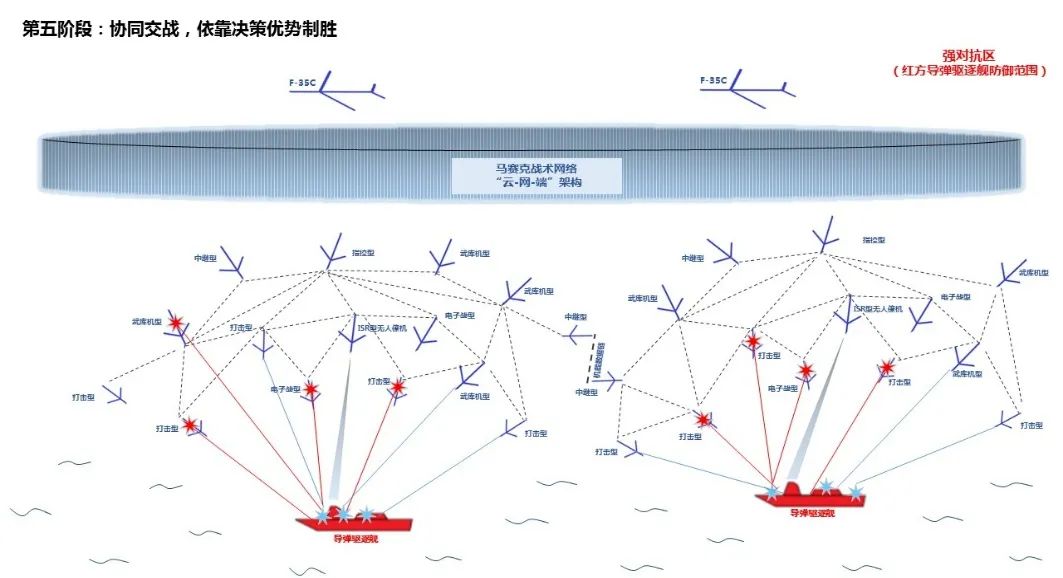 第五阶段：协同交战，依靠决策优势制胜
强对抗区
（红方导弹驱逐舰防御范围）
F-35C
F-35C
马赛克战术网络
“云-网-端”架构
中继型
指控型
武库机型
武库机型
武库机型
打击型
ISR型无人僚机
电子战型
中继型
机间数据链
中继型
打击型
打击型
电子战型
打击型
武库机型
打击型
导弹驱逐舰
中继型
指控型
武库机型
武库机型
ISR型无人僚机
电子战型
打击型
电子战型
打击型
武库机型
打击型
打击型
打击型
导弹驱逐舰